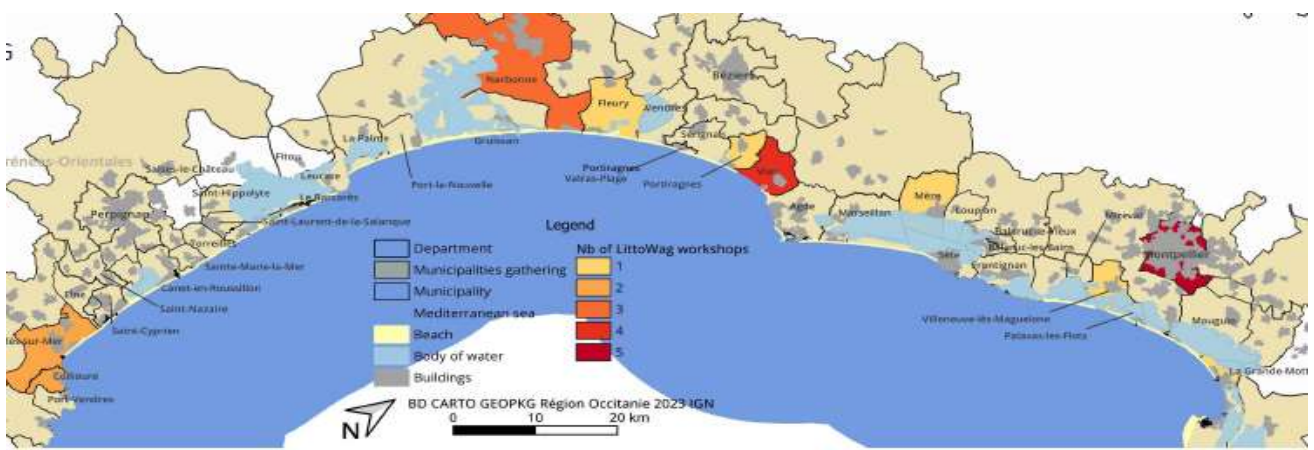 Narbonne
Béziers
Fleury
Vendres
Sérignan
La Palme
Gruissan
Portiragnes
Valras-Plage
Portiragnes
Vias
Port-la-Nouvelle
Pyrénées-Orientales
Salses-le-Château
Fitou
Leucate
Saint-Hippolyte
Le Barcarès
Perpignan
Saint-Laurent-de-la-Salanque
Torreilles
Sainte-Marie-la-Mer
Canet-en-Roussillon
Elne
Saint-Nazaire
Saint-Cyprien
-sur-Mer
Collioure
Port-Vendres
Agde
Marseillan
Mèze
Loupian
Balaruc-le-Vieux
Balaruc-les-Bains
Mireval
Montpellier
Sète
Frontignan
Villeneuve-lès-Maguelone
Palavas-les-Flots
Mauguio
La Grande-Mott
Legend
Department
Municipalities gathering
Municipality
Mediterranean sea
Beach
Body of water
Buildings
Nb of LittoWag workshops
1
2
3
4
5
BD CARTO GEOPKG Région Occitanie 2023 IGN
N
0 10 20 km